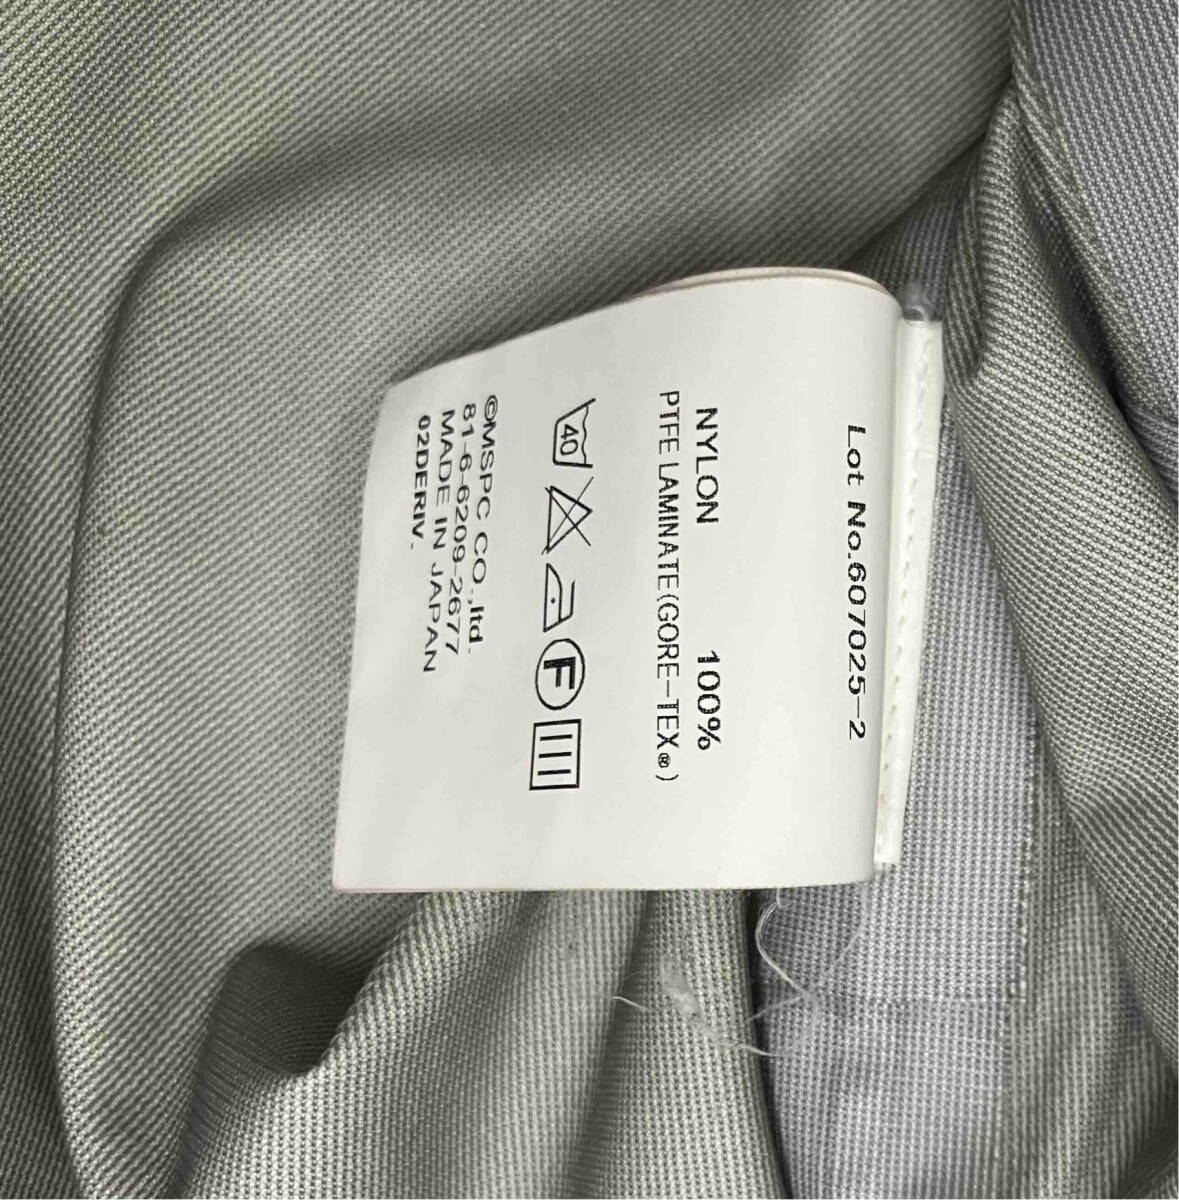 Lot No.607025-2
NYLON 100%
PTFE LAMINATE(GORE-TEX®)
40 F
©MSPC CO.,ltd.
81-6-6209-2677
MADE IN JAPAN
02DERIV.